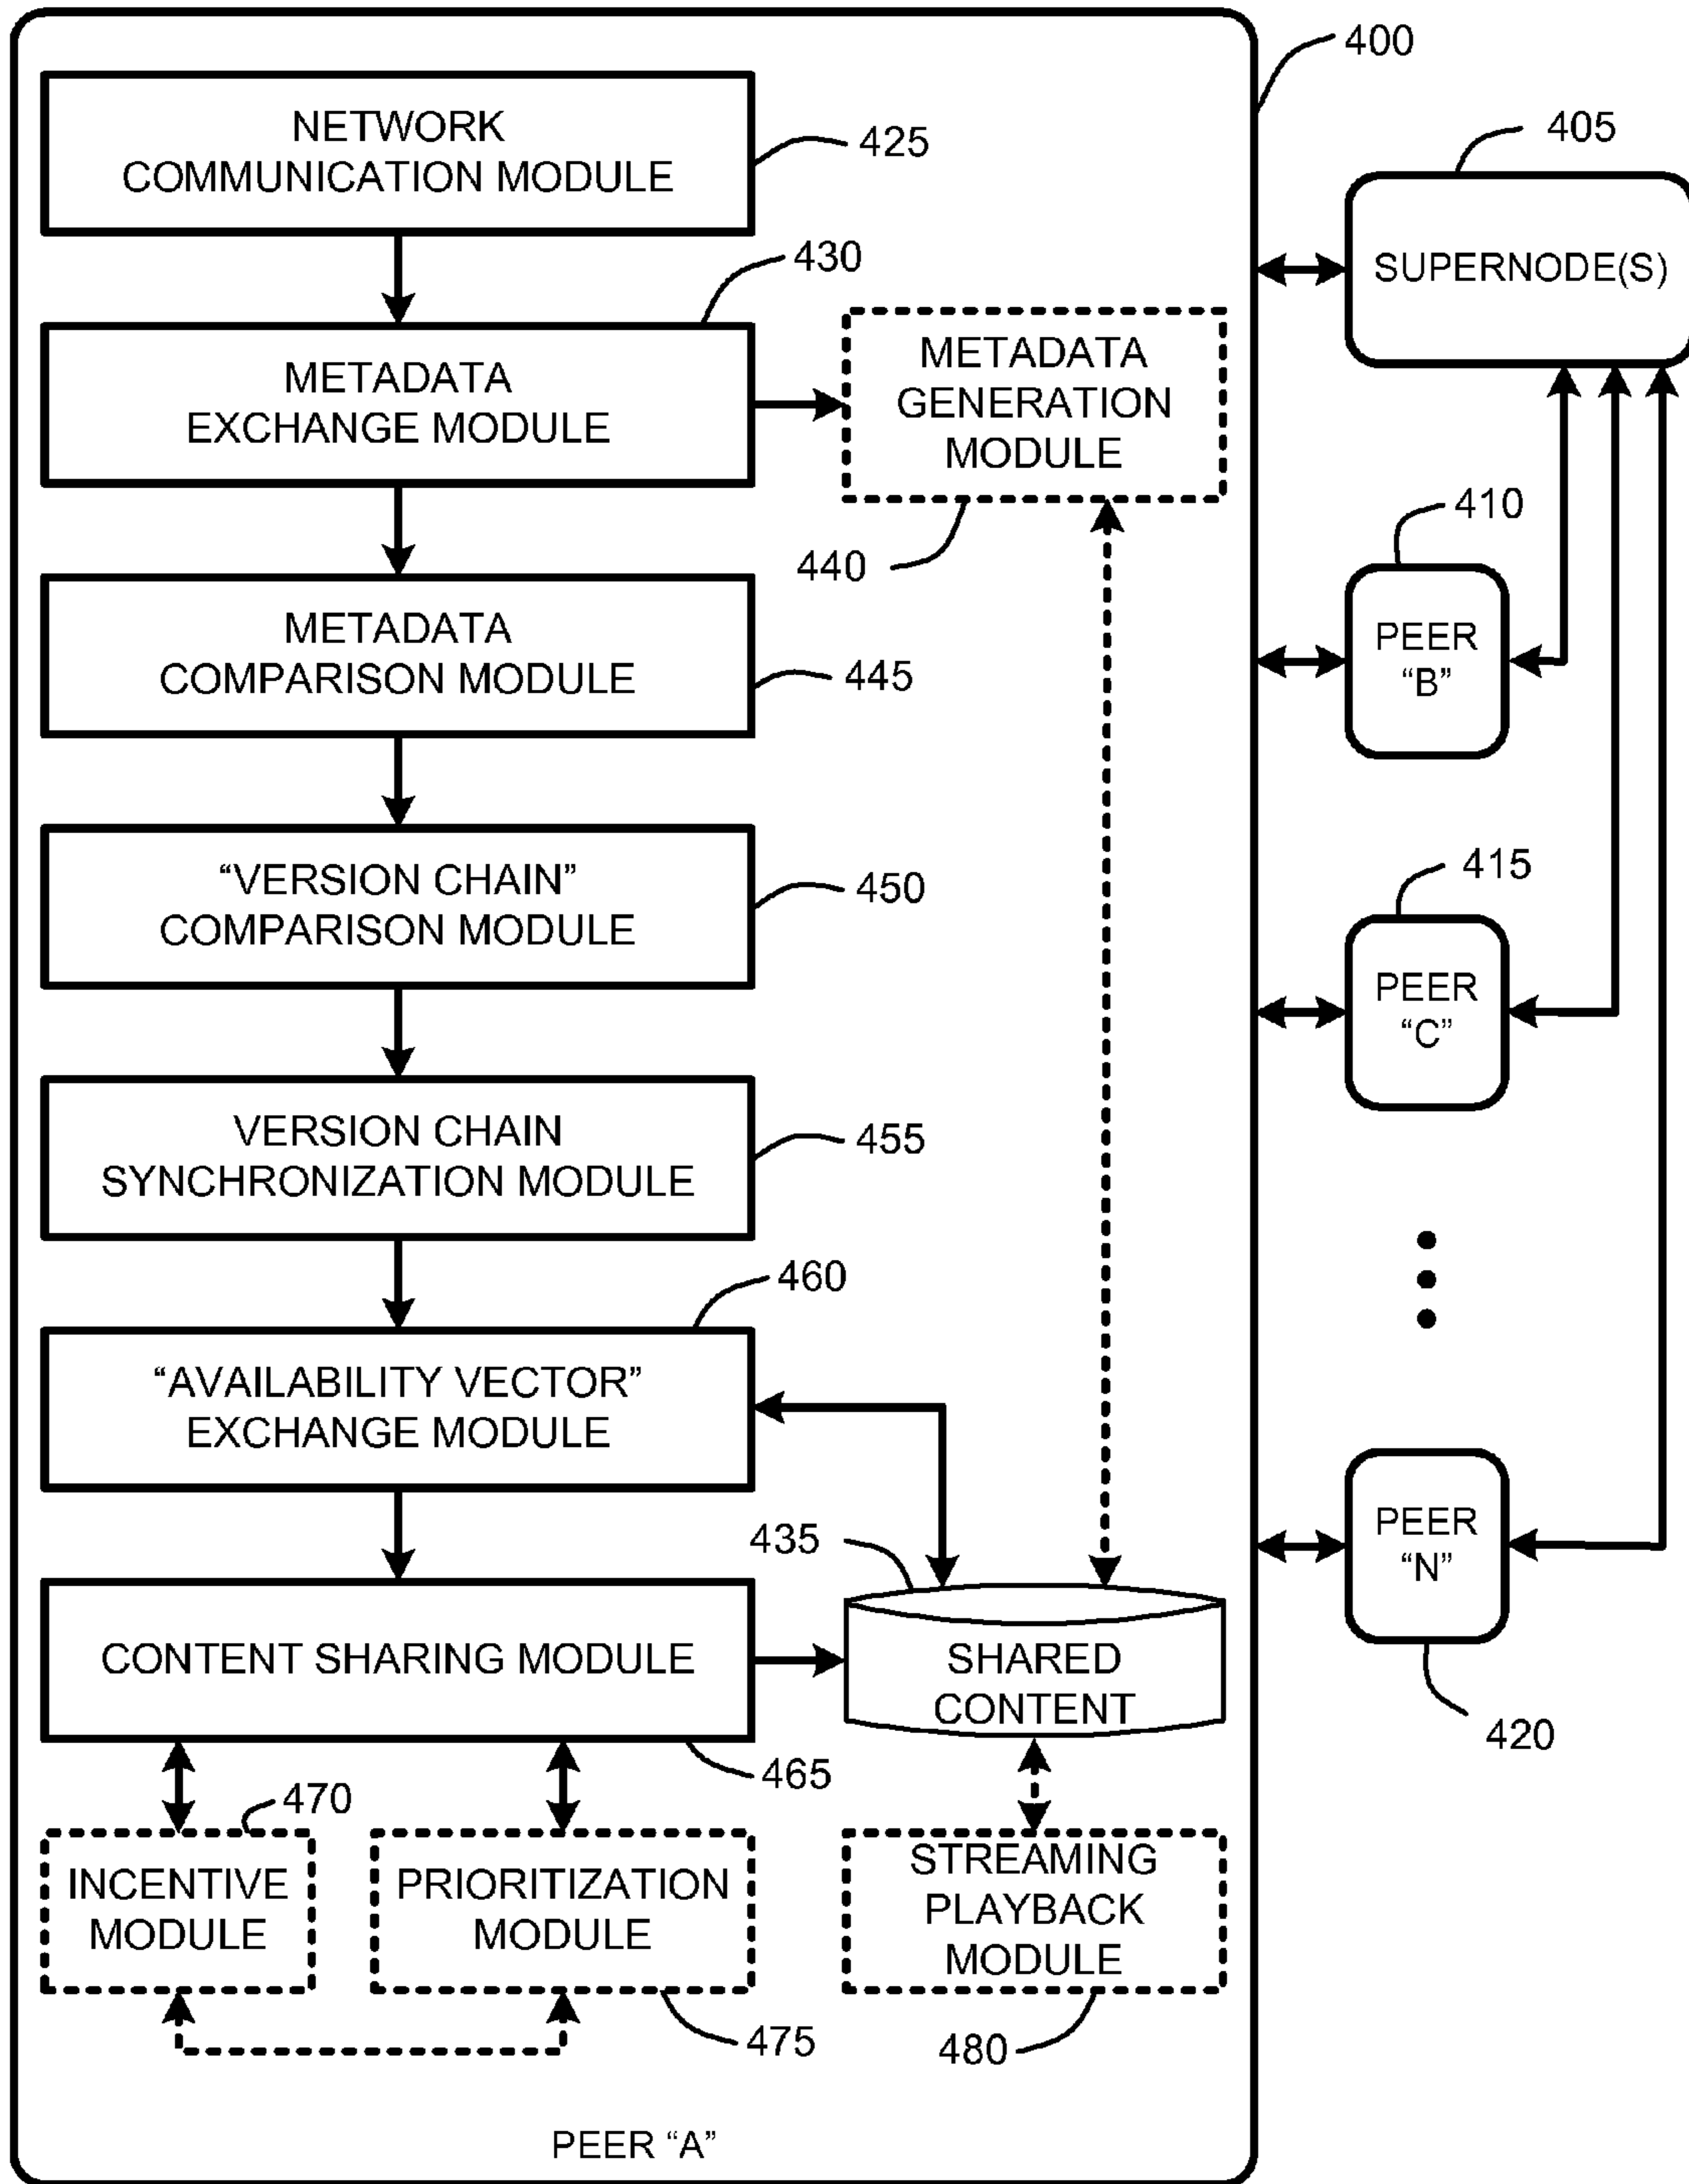 400
NETWORK
COMMUNICATION MODULE
425
405
SUPERNODE(S)
430
METADATA
EXCHANGE MODULE
METADATA
GENERATION
MODULE
440
410
PEER
“B”
METADATA
COMPARISON MODULE
445
“VERSION CHAIN”
COMPARISON MODULE
450
415
PEER
“C”
VERSION CHAIN
SYNCHRONIZATION MODULE
455
460
“AVAILABILITY VECTOR”
EXCHANGE MODULE
435
PEER
“N”
420
CONTENT SHARING MODULE
465
SHARED
CONTENT
470
INCENTIVE
MODULE
PRIORITIZATION
MODULE
475
STREAMING
PLAYBACK
MODULE
480
PEER “A”